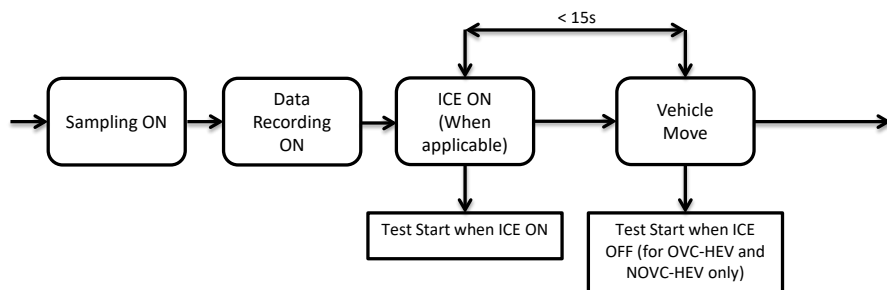 < 15s
Sampling ON
Data
Recording
ON
ICE ON
(When
applicable)
Vehicle
Move
Test Start when ICE ON
Test Start when ICE
OFF (for OVC-HEV and
NOVC-HEV only)